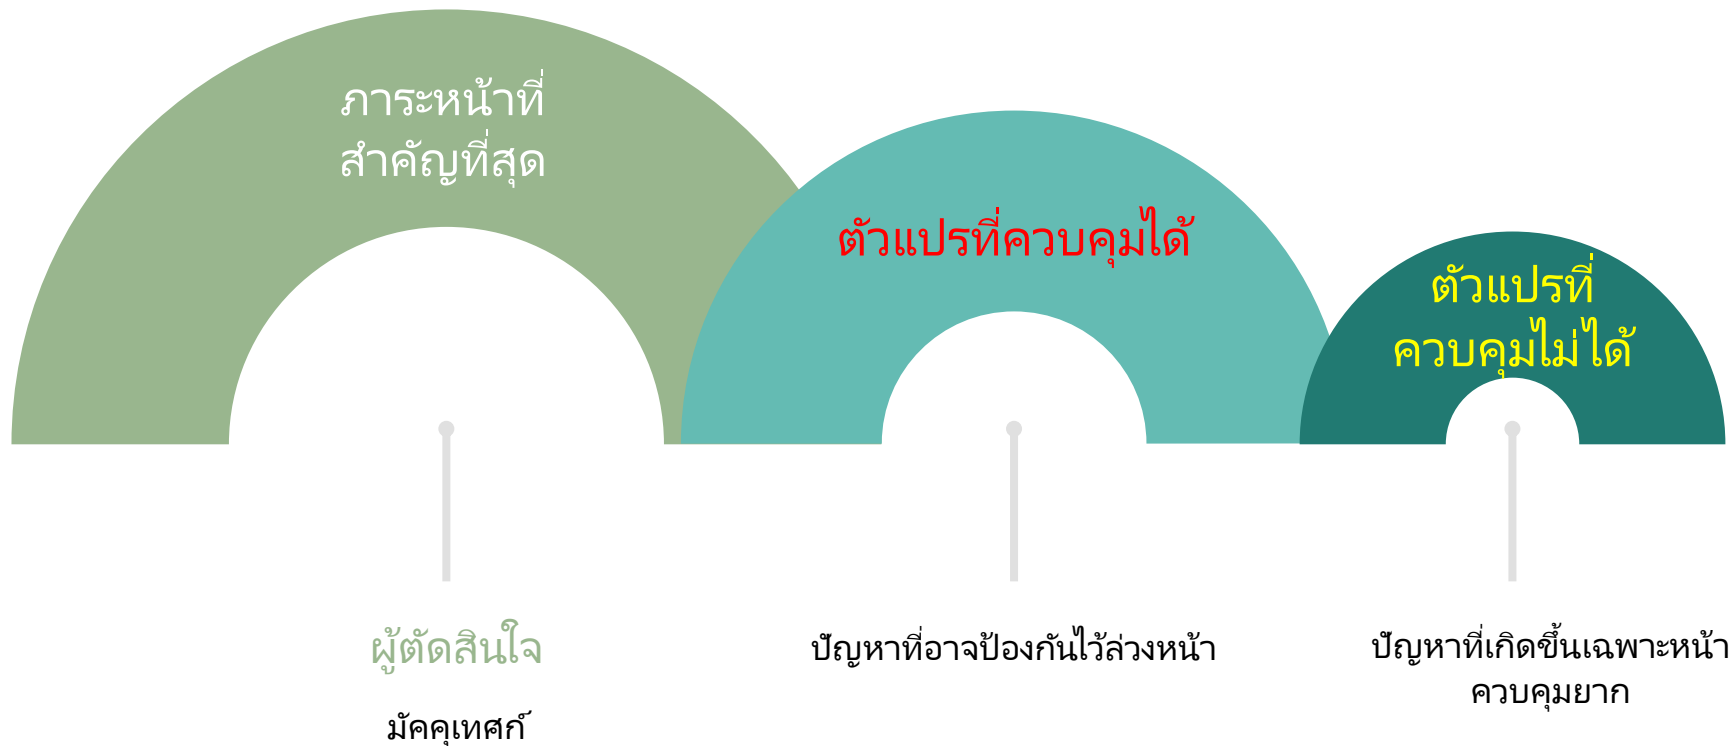 ภาระหน้าที่
สำคัญที่สุด
ตัวแปรที่ควบคุมได้
ตัวแปรที่
ควบคุมไม่ได้
ผู้ตัดสินใจ
มัคคุเทศก์
ปัญหาที่อาจป้องกันไว้ล่วงหน้า
ปัญหาที่เกิดขึ้นเฉพาะหน้า
ควบคุมยาก